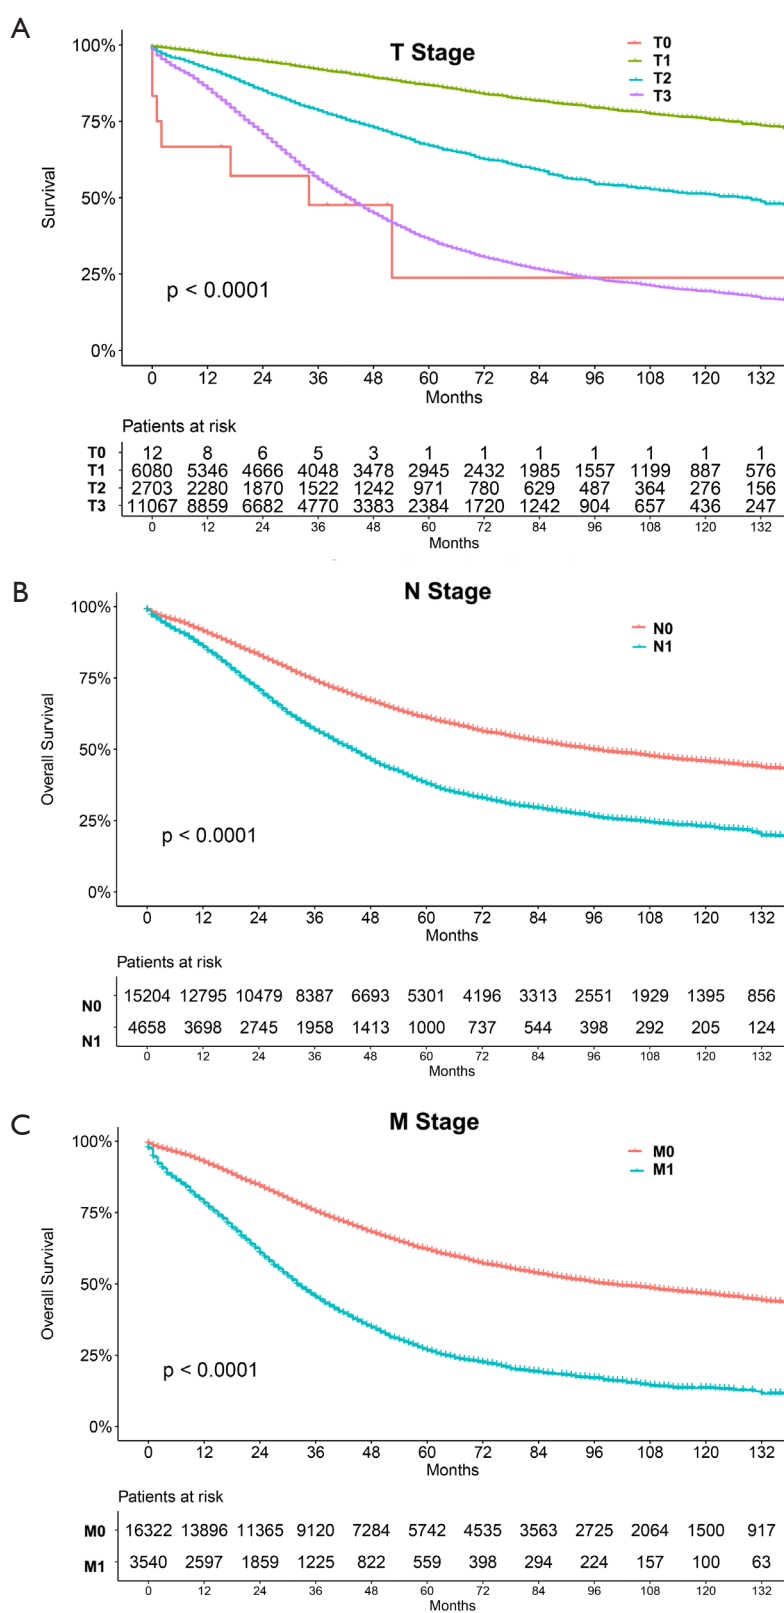 A
T Stage
T0
T1
T2
T3
100%
75%
50%
25%
0%
Survival
p < 0.0001
0 12 24 36 48 60 72 84 96 108 120 132
Months
Patients at risk
T0 12 8 6 5 3 1 1 1 1 1 1 1
T1 6080 5346 4666 4048 3478 2945 2432 1985 1557 1199 887 576
T2 2703 2280 1870 1522 1242 971 780 629 487 364 276 156
T3 11067 8859 6682 4770 3383 2384 1720 1242 904 657 436 247
0 12 24 36 48 60 72 84 96 108 120 132
Months
B
N Stage
N0
N1
100%
75%
50%
25%
0%
Overall Survival
p < 0.0001
0 12 24 36 48 60 72 84 96 108 120 132
Months
Patients at risk
N0 15204 12795 10479 8387 6693 5301 4196 3313 2551 1929 1395 856
N1 4658 3698 2745 1958 1413 1000 737 544 398 292 205 124
0 12 24 36 48 60 72 84 96 108 120 132
Months
C
M Stage
M0
M1
100%
75%
50%
25%
0%
Overall Survival
p < 0.0001
0 12 24 36 48 60 72 84 96 108 120 132
Months
Patients at risk
M0 16322 13896 11365 9120 7284 5742 4535 3563 2725 2064 1500 917
M1 3540 2597 1859 1225 822 559 398 294 224 157 100 63
0 12 24 36 48 60 72 84 96 108 120 132
Months